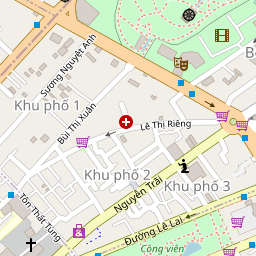 Sương Nguyệt Anh
B
Khu phố 1
Bùi Thị Xuân
Lê Thị Riêng
Khu phố 2
Khu phố 3
Nguyễn Trãi
Tôn Thất Tùng
Đường Lê Lai
Công viên